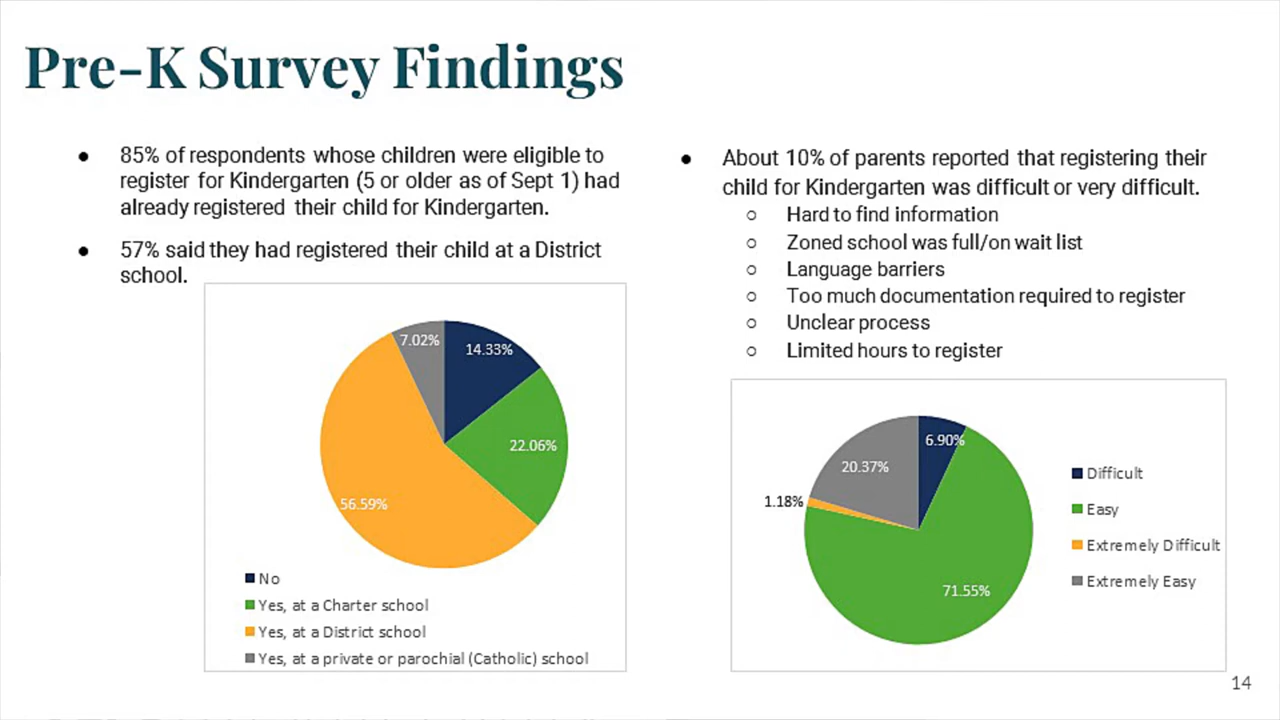 Pre-K Survey Findings
● 85% of respondents whose children were eligible to
register for Kindergarten (5 or older as of Sept 1) had
already registered their child for Kindergarten.
● 57% said they had registered their child at a District
school.
7.02%
14.33%
22.06%
56.59%
No
Yes, at a Charter school
Yes, at a District school
Yes, at a private or parochial (Catholic) school
● About 10% of parents reported that registering their
child for Kindergarten was difficult or very difficult.
○ Hard to find information
○ Zoned school was full/on wait list
○ Language barriers
○ Too much documentation required to register
○ Unclear process
○ Limited hours to register
6.90%
20.37%
1.18%
71.55%
Difficult
Easy
Extremely Difficult
Extremely Easy
14